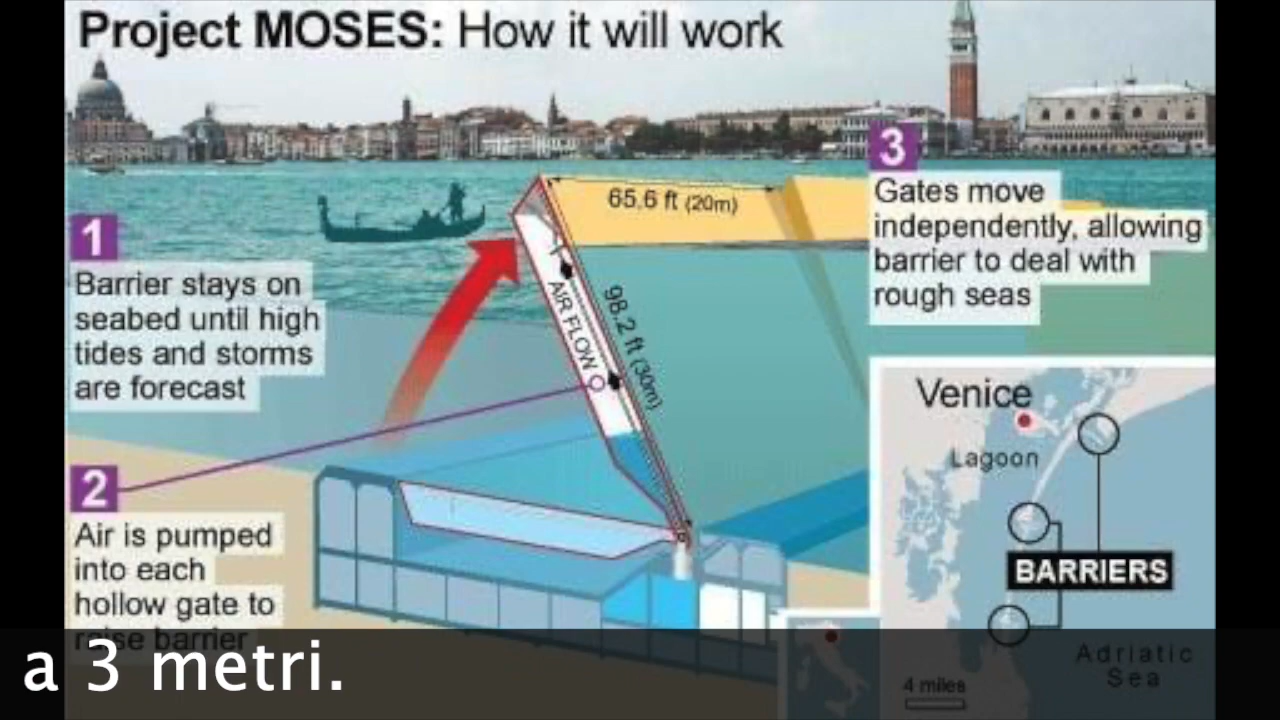 Project MOSES: How it will work
1
Barrier stays on
seabed until high
tides and storms
are forecast
2
Air is pumped
into each
hollow gate to
raise barrier
65.6 ft (20m)
AIR FLOW
98.2 ft (30m)
3
Gates move
independently, allowing
barrier to deal with
rough seas
Venice
Lagoon
BARRIERS
Adriatic
Sea
4 miles
a 3 metri.